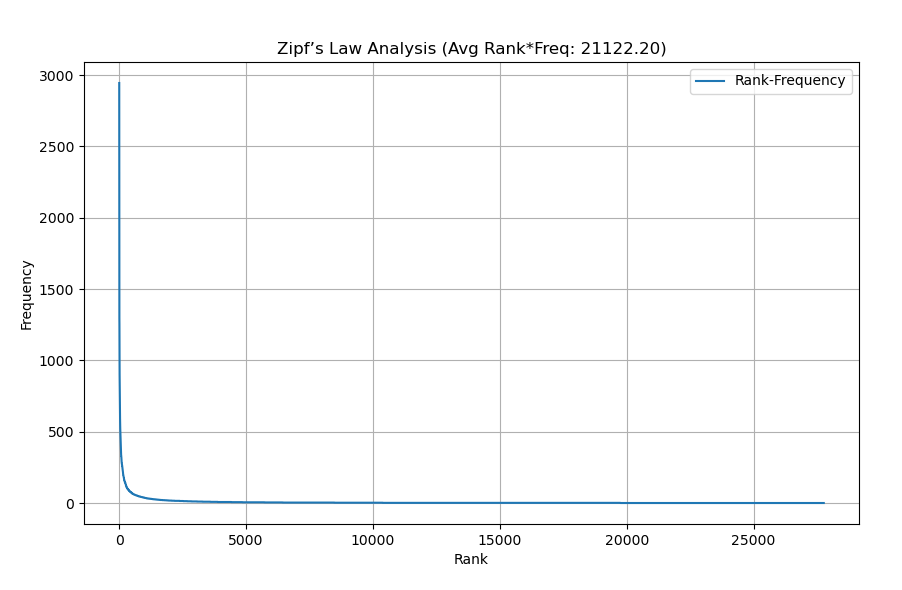 Zipf’s Law Analysis (Avg Rank*Freq: 21122.20)
Rank-Frequency
3000
2500
2000
1500
1000
500
0
Frequency
0 5000 10000 15000 20000 25000
Rank